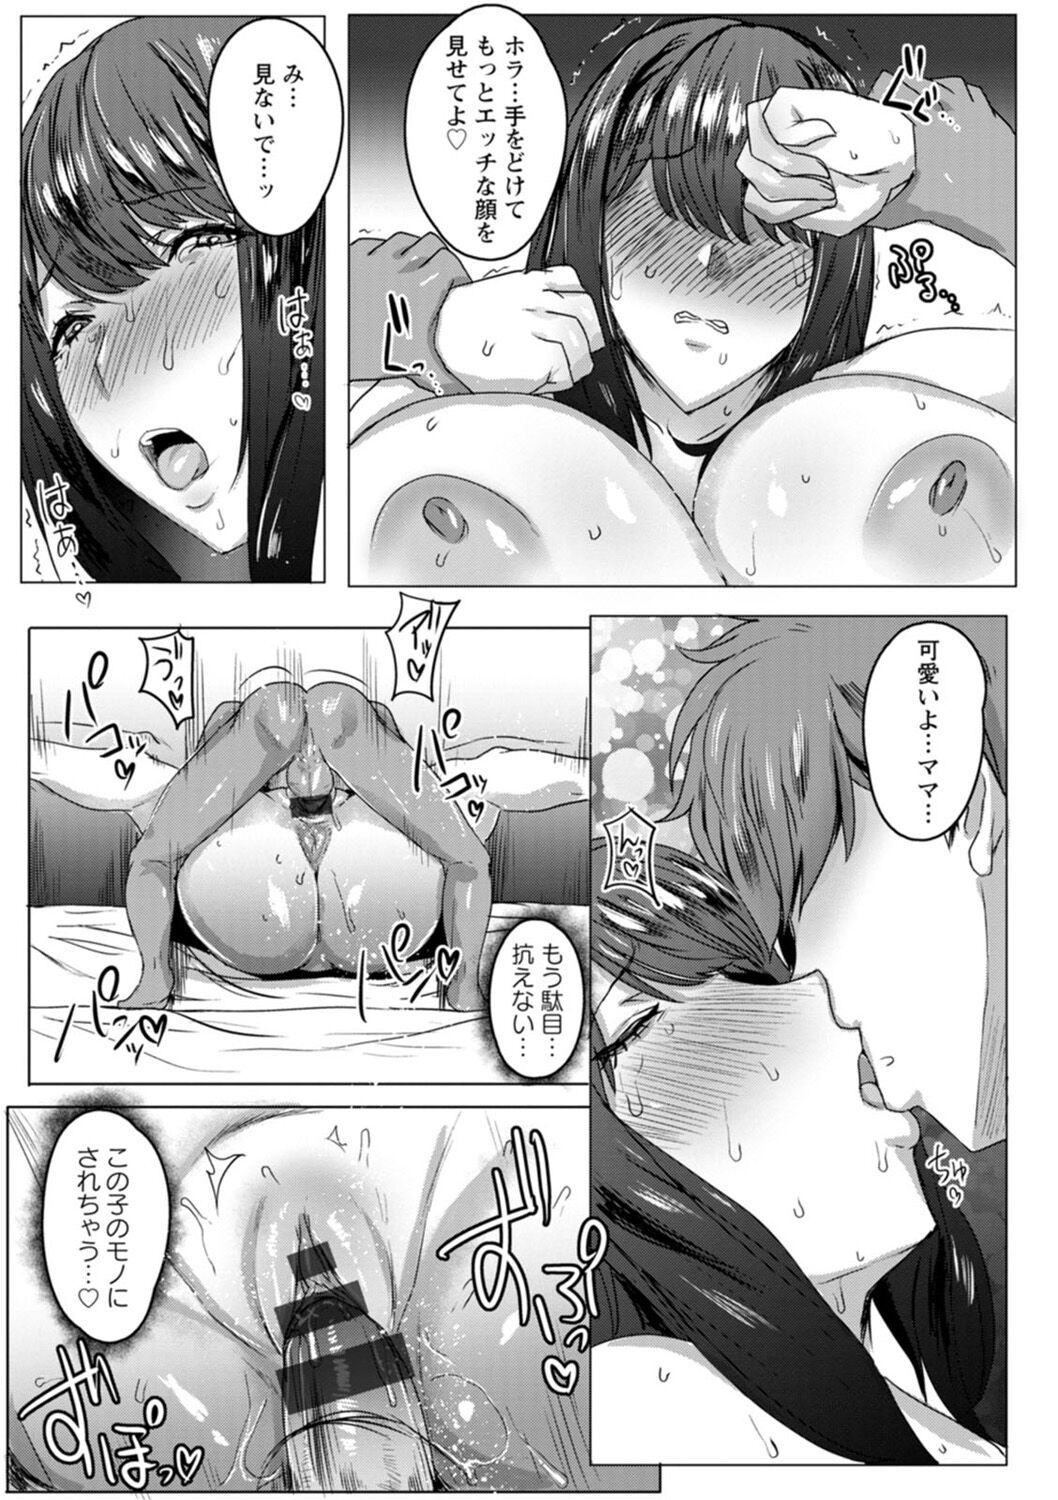 ホラ…手をどけて
もっとエッチな顔を
見せてよ♡
ぐぐ…
ぷる…
ぐぐっ…
み…
見ないで…ッ
はぁ…♡
はぁ…♡
可愛いよ…ママ…
んっ♡
ちゅ♡
パコッ♡
パコッ♡
パンッ♡
パンッ♡
もう駄目…
抗えない…
この子のモノに
されちゃう…♡
ずぷっ♡
ずぽっ♡